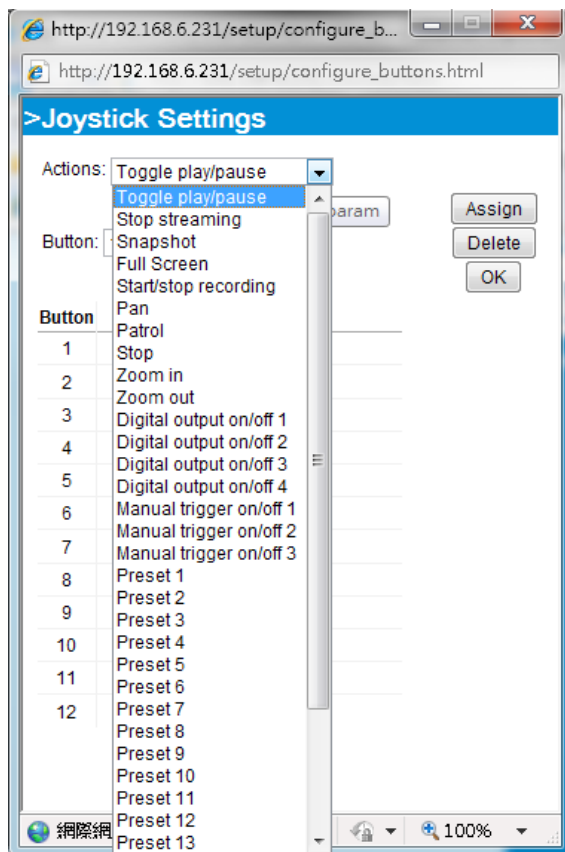 http://192.168.6.231/setup/configure_b...
http://192.168.6.231/setup/configure_buttons.html
>Joystick Settings
Actions: Toggle play/pause
Toggle play/pause
param
Assign
Stop streaming
Button:
Snapshot
Delete
Full Screen
OK
Start/stop recording
Button
Pan
Patrol
1
Stop
2
Zoom in
Zoom out
3
Digital output on/off 1
4
Digital output on/off 2
Digital output on/off 3
5
Digital output on/off 4
6
Manual trigger on/off 1
Manual trigger on/off 2
7
Manual trigger on/off 3
8
Preset 1
Preset 2
9
Preset 3
10
Preset 4
Preset 5
11
Preset 6
12
Preset 7
Preset 8
Preset 9
Preset 10
Preset 11
網際網
Preset 12
100%
Preset 13